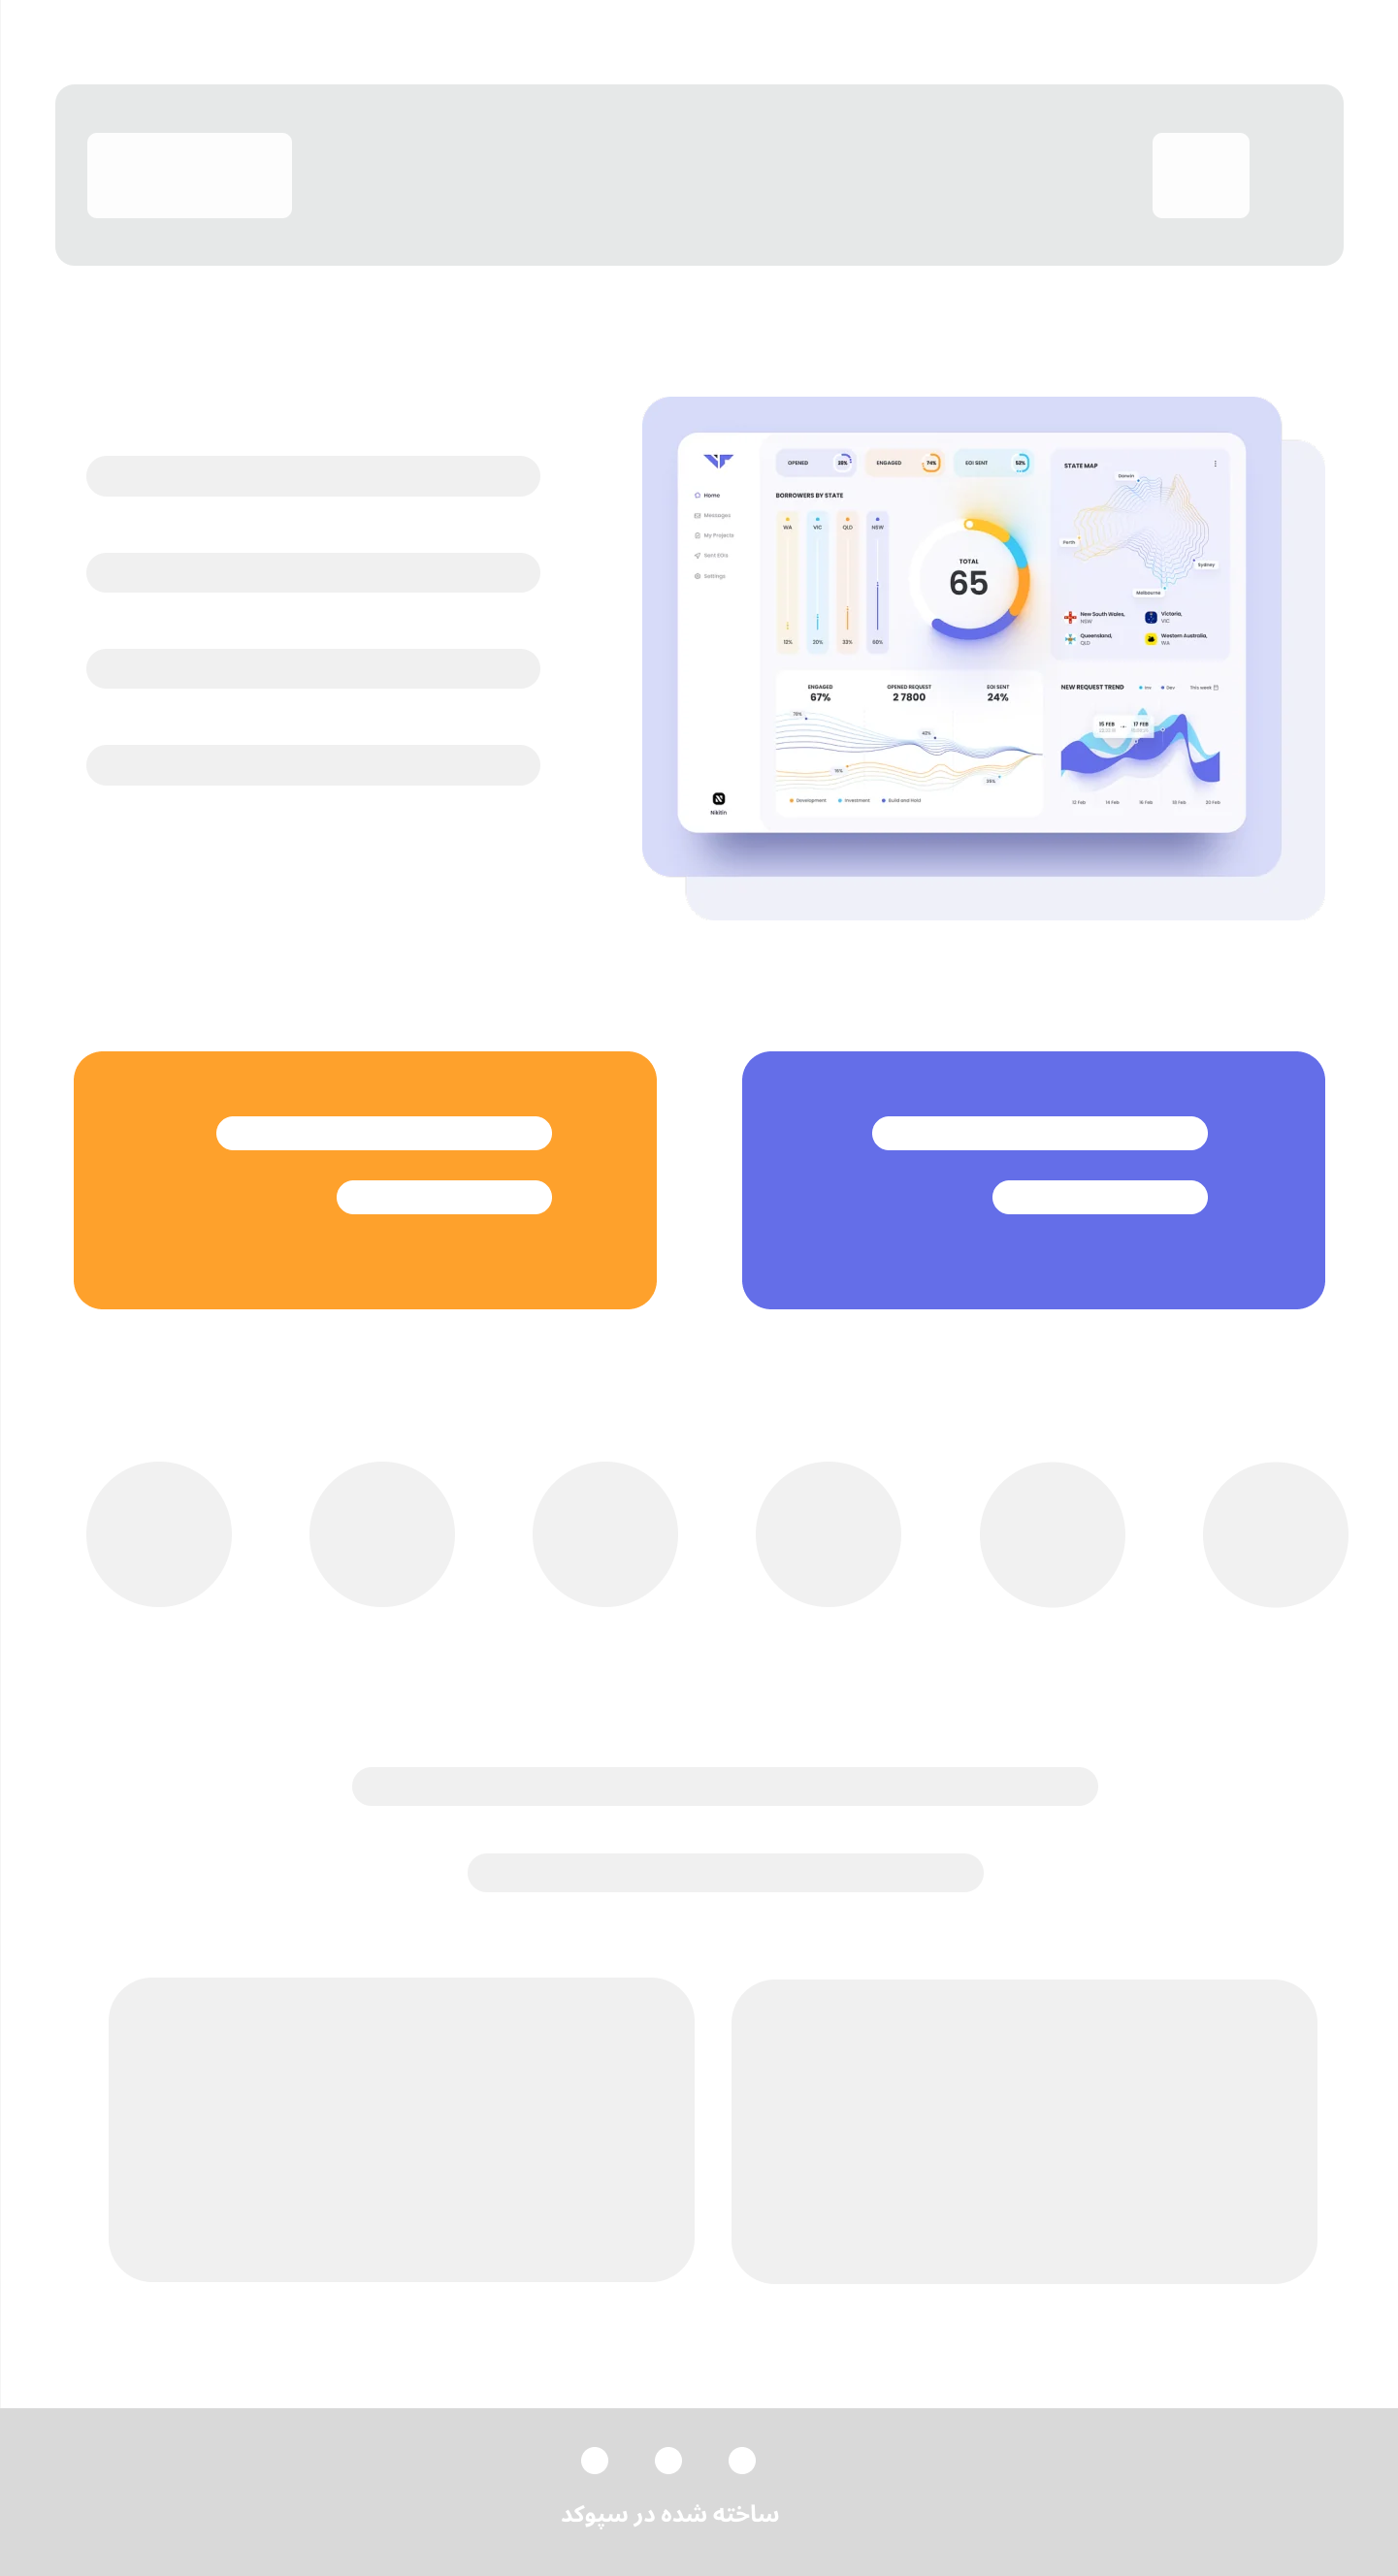 OPENED 35%
ENGAGED 74%
EOI SENT 53%
STATE MAP
Home
Messages
My Projects
Sent EOIs
Settings
BORROWERS BY STATE
WA VIC QLD NSW
12% 20% 33% 60%
TOTAL
65
Darwin
Perth
Sydney
Melbourne
New South Wales,
NSW
Victoria,
VIC
Queensland,
QLD
Western Australia,
WA
ENGAGED
67%
OPENED REQUEST
2 7800
EOI SENT
24%
NEW REQUEST TREND
Inv Dev This week
15 FEB 17 FEB
Development Investment Build and Hold
12 Feb 14 Feb 16 Feb 18 Feb 20 Feb
Nikitin
ساخته شده در سپوکد